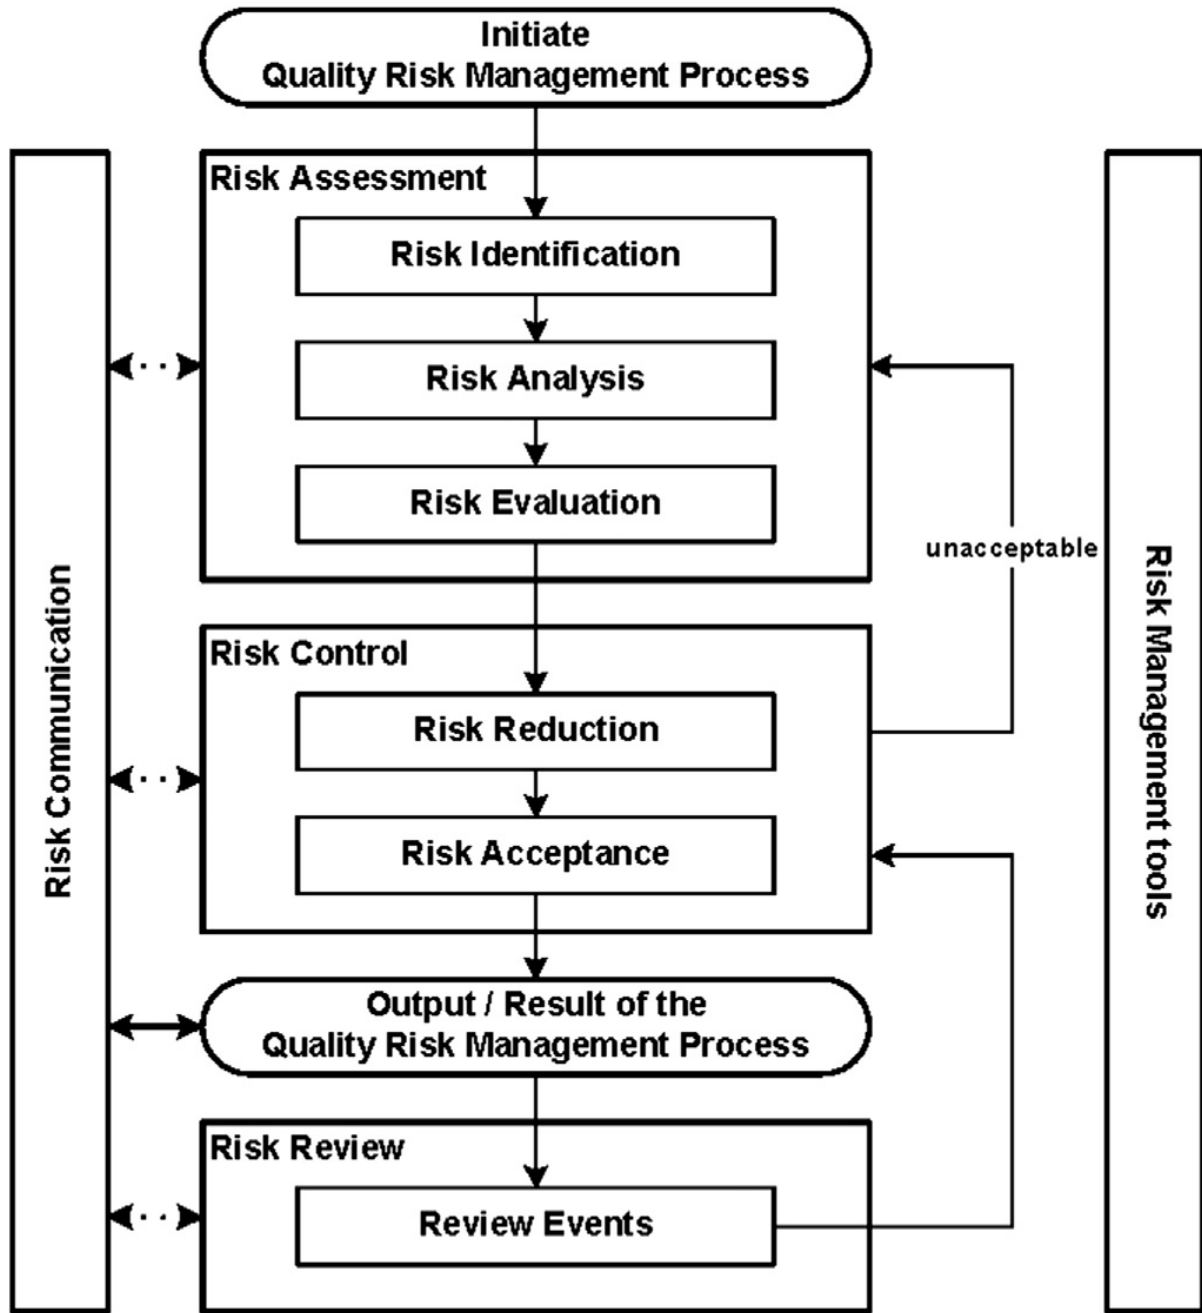 Initiate
Quality Risk Management Process
Risk Assessment
Risk Identification
Risk Analysis
Risk Evaluation
unacceptable
Risk Control
Risk Reduction
Risk Acceptance
Output / Result of the
Quality Risk Management Process
Risk Review
Review Events
Risk Communication
Risk Management tools